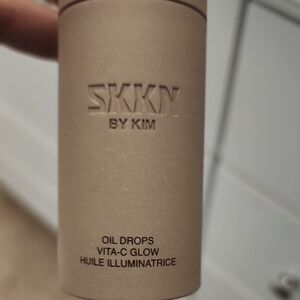 SKKN
BY KIM
OIL DROPS
VITA-C GLOW
HUILE ILLUMINATRICE